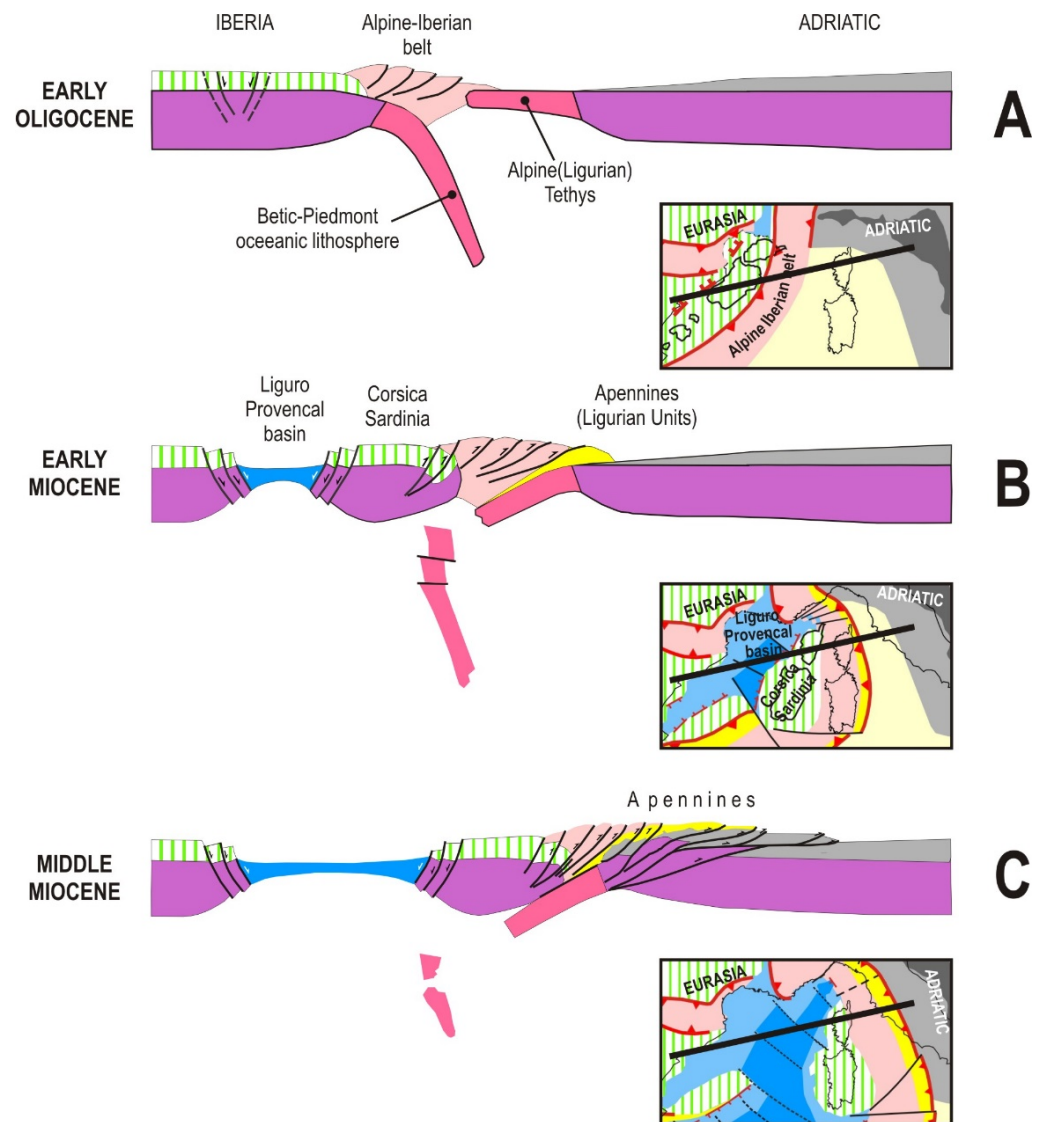 IBERIA
Alpine-Iberian
belt
ADRIATIC
EARLY
OLIGOCENE
A
Alpine(Ligurian)
Tethys
Betic-Piedmont
oceeanic lithosphere
EURASIA
ADRIATIC
Alpine Iberian belt
Liguro
Provencal
basin
Corsica
Sardinia
Apennines
(Ligurian Units)
EARLY
MIOCENE
B
EURASIA
ADRIATIC
Liguro
Provencal
basin
Corsica
Sardinia
Apennines
MIDDLE
MIOCENE
C
EURASIA
ADRIATIC